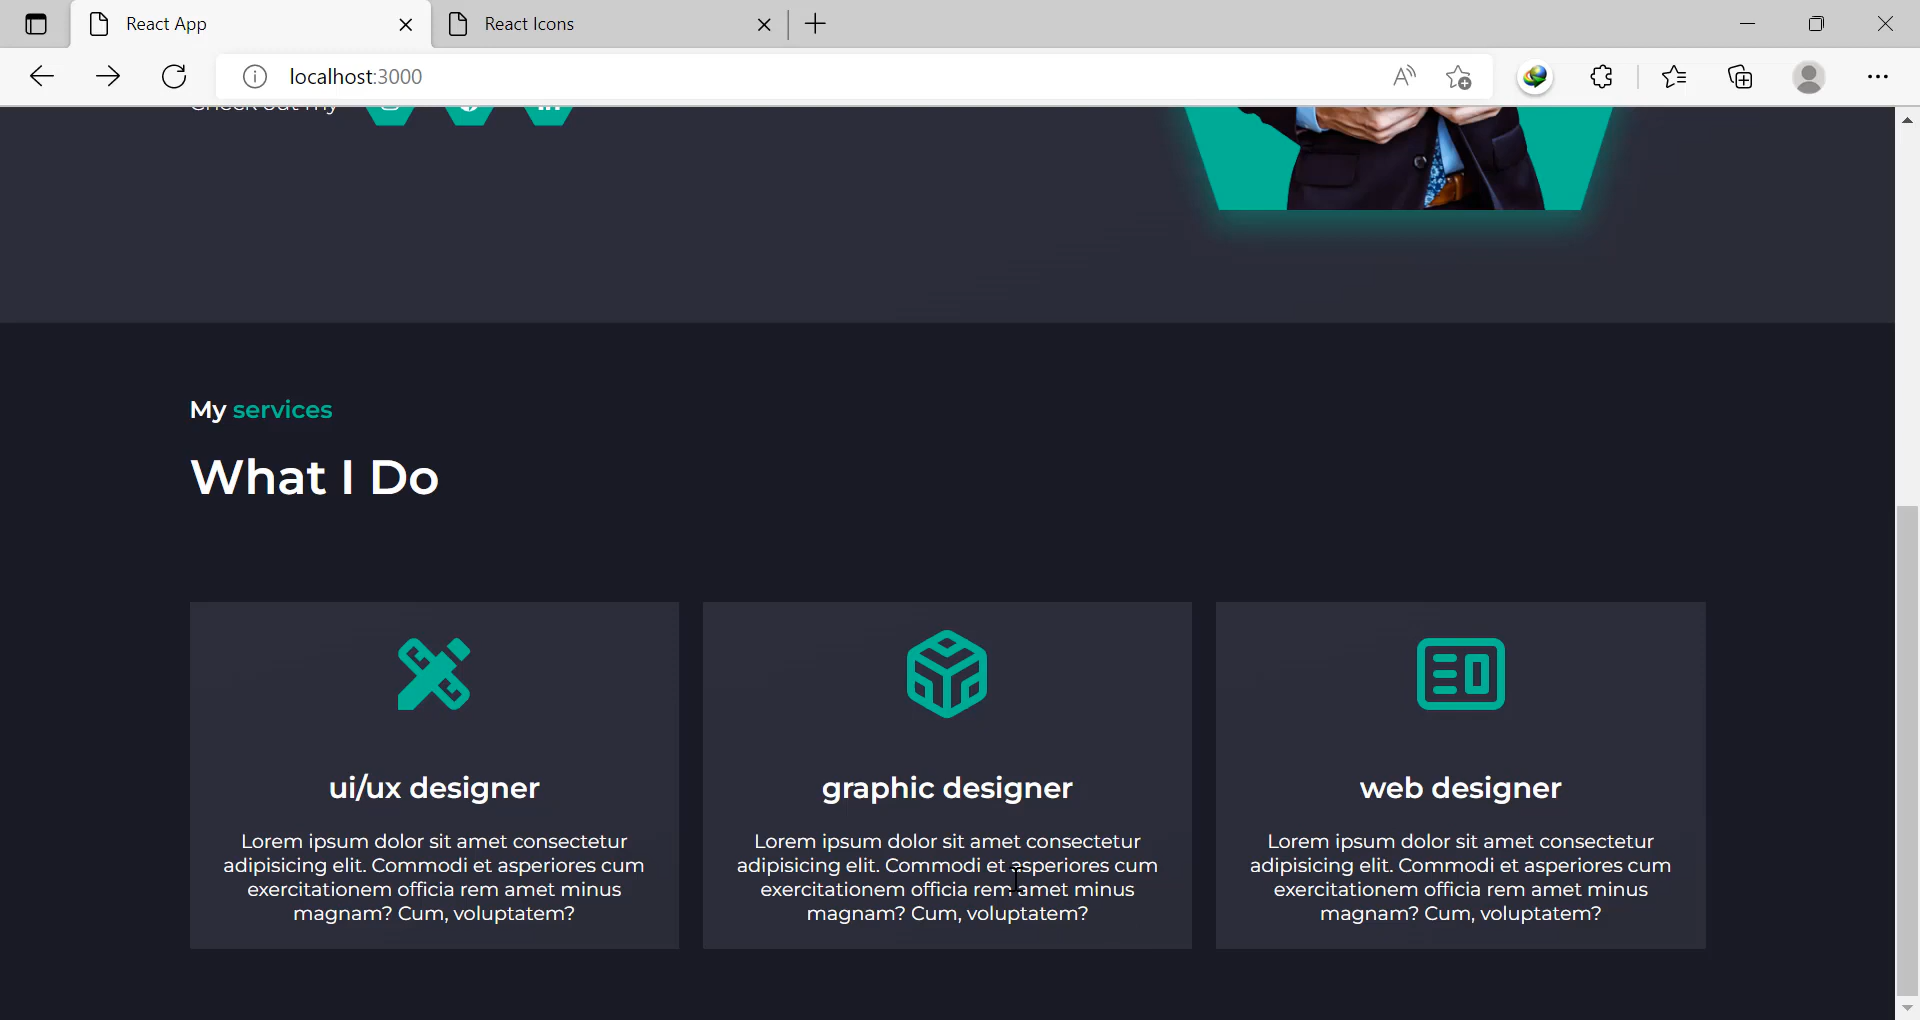 React App
React Icons
localhost:3000
Check out my
in
My services
What I Do
ui/ux designer
Lorem ipsum dolor sit amet consectetur
adipisicing elit. Commodi et asperiores cum
exercitationem officia rem amet minus
magnam? Cum, voluptatem?
graphic designer
Lorem ipsum dolor sit amet consectetur
adipisicing elit. Commodi et asperiores cum
exercitationem officia rem amet minus
magnam? Cum, voluptatem?
web designer
Lorem ipsum dolor sit amet consectetur
adipisicing elit. Commodi et asperiores cum
exercitationem officia rem amet minus
magnam? Cum, voluptatem?